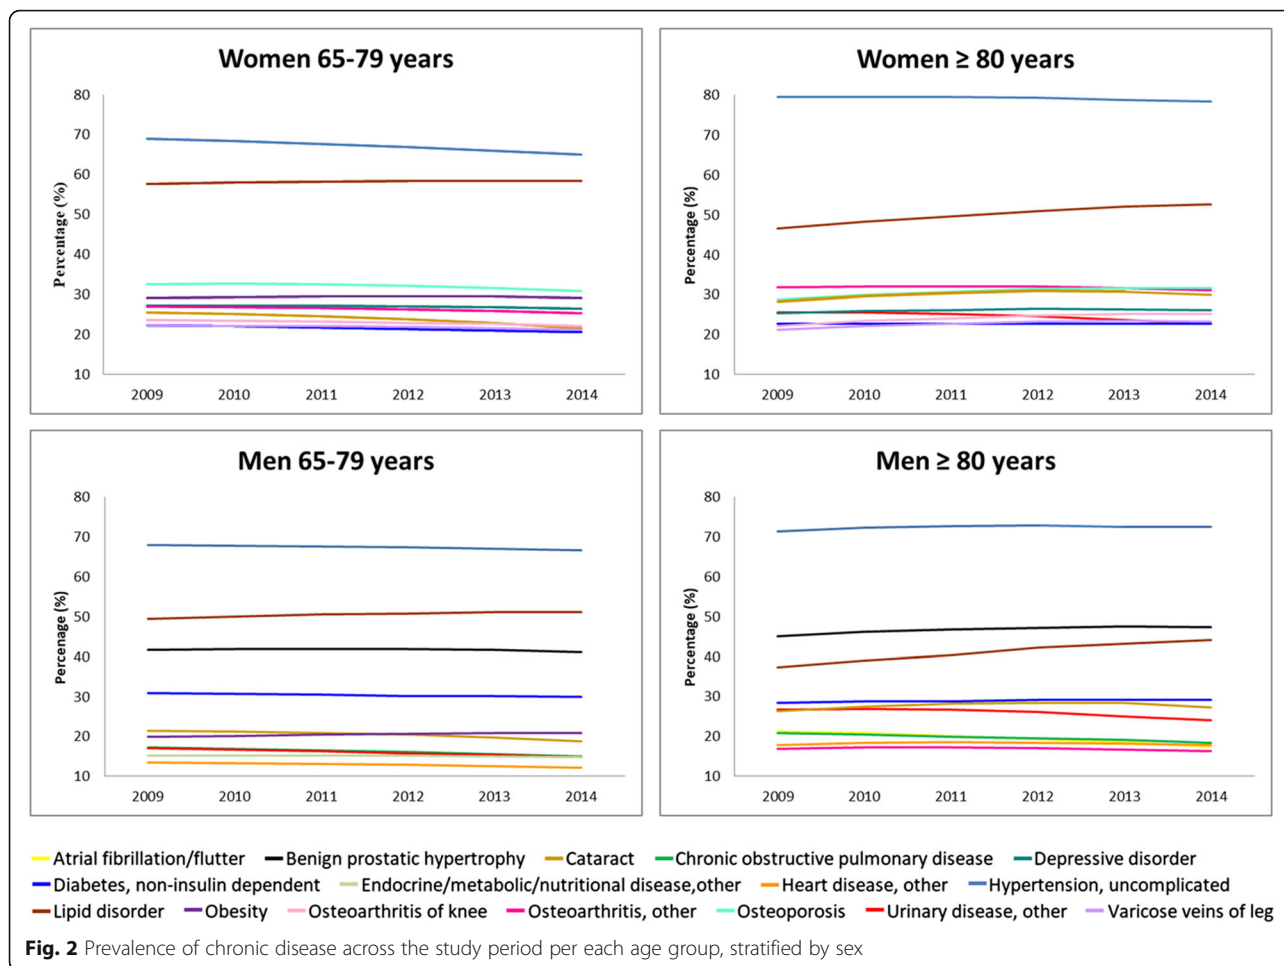 Women 65-79 years
Percentage (%)
80
70
60
50
40
30
20
10
2009 2010 2011 2012 2013 2014
Women ≥ 80 years
Percentage (%)
80
70
60
50
40
30
20
10
2009 2010 2011 2012 2013 2014
Men 65-79 years
Percenage (%)
80
70
60
50
40
30
20
10
2009 2010 2011 2012 2013 2014
Men ≥ 80 years
Percentage (%)
80
70
60
50
40
30
20
10
2009 2010 2011 2012 2013 2014
Atrial fibrillation/flutter Benign prostatic hypertrophy Cataract Chronic obstructive pulmonary disease Depressive disorder
Diabetes, non-insulin dependent Endocrine/metabolic/nutritional disease,other Heart disease, other Hypertension, uncomplicated
Lipid disorder Obesity Osteoarthritis of knee Osteoarthritis, other Osteoporosis Urinary disease, other Varicose veins of leg
Fig. 2 Prevalence of chronic disease across the study period per each age group, stratified by sex